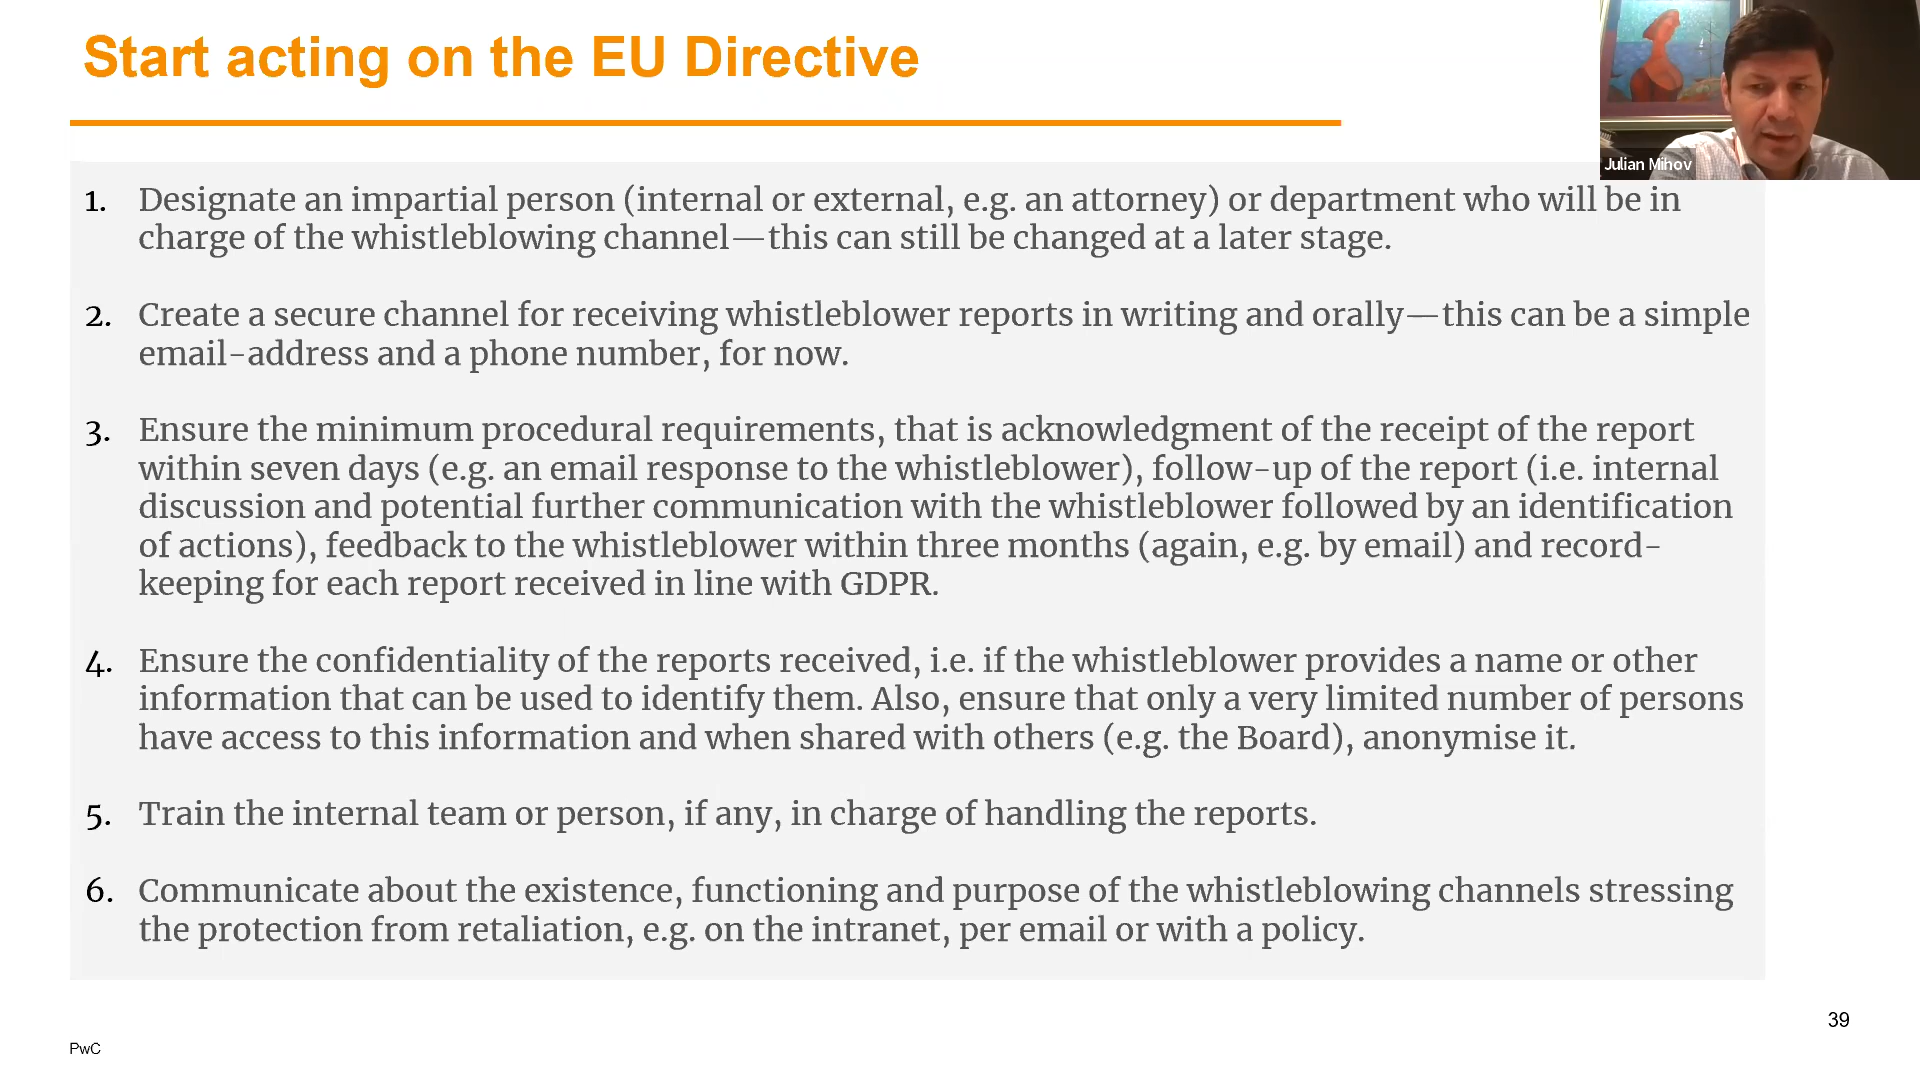 Start acting on the EU Directive
Julian Mihov
1. Designate an impartial person (internal or external, e.g. an attorney) or department who will be in
charge of the whistleblowing channel—this can still be changed at a later stage.
2. Create a secure channel for receiving whistleblower reports in writing and orally—this can be a simple
email-address and a phone number, for now.
3. Ensure the minimum procedural requirements, that is acknowledgment of the receipt of the report
within seven days (e.g. an email response to the whistleblower), follow-up of the report (i.e. internal
discussion and potential further communication with the whistleblower followed by an identification
of actions), feedback to the whistleblower within three months (again, e.g. by email) and record-
keeping for each report received in line with GDPR.
4. Ensure the confidentiality of the reports received, i.e. if the whistleblower provides a name or other
information that can be used to identify them. Also, ensure that only a very limited number of persons
have access to this information and when shared with others (e.g. the Board), anonymise it.
5. Train the internal team or person, if any, in charge of handling the reports.
6. Communicate about the existence, functioning and purpose of the whistleblowing channels stressing
the protection from retaliation, e.g. on the intranet, per email or with a policy.
39
PwC